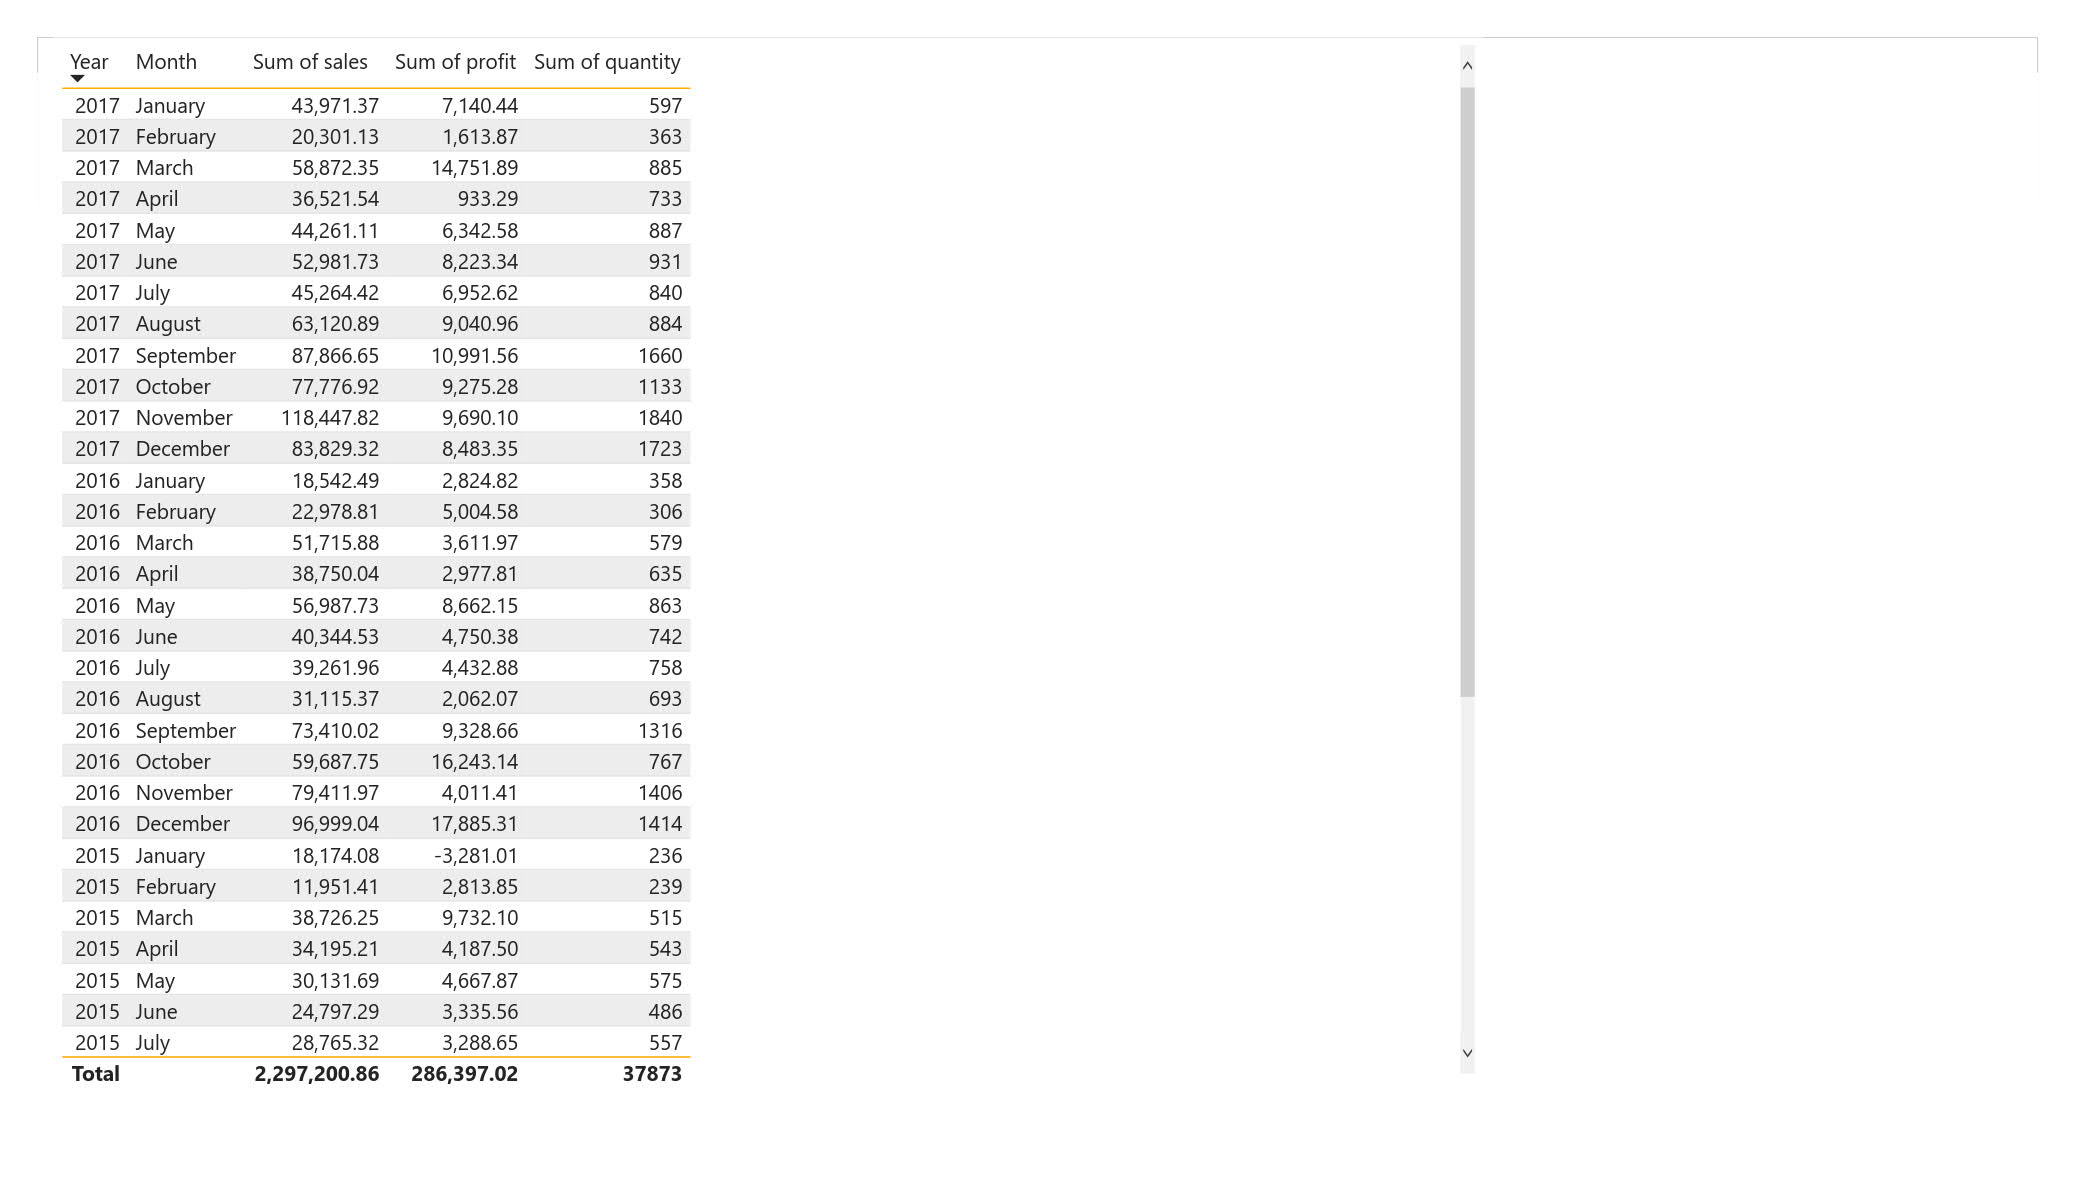 Year Month Sum of sales Sum of profit Sum of quantity
2017 January 43,971.37 7,140.44 597
2017 February 20,301.13 1,613.87 363
2017 March 58,872.35 14,751.89 885
2017 April 36,521.54 933.29 733
2017 May 44,261.11 6,342.58 887
2017 June 52,981.73 8,223.34 931
2017 July 45,264.42 6,952.62 840
2017 August 63,120.89 9,040.96 884
2017 September 87,866.65 10,991.56 1660
2017 October 77,776.92 9,275.28 1133
2017 November 118,447.82 9,690.10 1840
2017 December 83,829.32 8,483.35 1723
2016 January 18,542.49 2,824.82 358
2016 February 22,978.81 5,004.58 306
2016 March 51,715.88 3,611.97 579
2016 April 38,750.04 2,977.81 635
2016 May 56,987.73 8,662.15 863
2016 June 40,344.53 4,750.38 742
2016 July 39,261.96 4,432.88 758
2016 August 31,115.37 2,062.07 693
2016 September 73,410.02 9,328.66 1316
2016 October 59,687.75 16,243.14 767
2016 November 79,411.97 4,011.41 1406
2016 December 96,999.04 17,885.31 1414
2015 January 18,174.08 -3,281.01 236
2015 February 11,951.41 2,813.85 239
2015 March 38,726.25 9,732.10 515
2015 April 34,195.21 4,187.50 543
2015 May 30,131.69 4,667.87 575
2015 June 24,797.29 3,335.56 486
2015 July 28,765.32 3,288.65 557
Total 2,297,200.86 286,397.02 37873